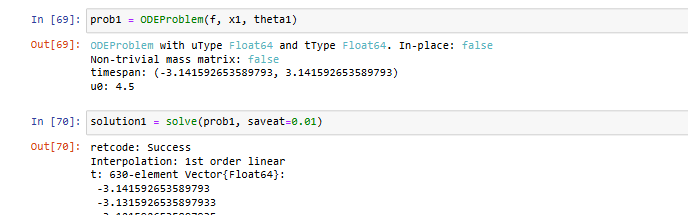 In [69]: prob1 = ODEProblem(f, x1, theta1)
Out[69]: ODEProblem with uType Float64 and tType Float64. In-place: false
Non-trivial mass matrix: false
timespan: (-3.141592653589793, 3.141592653589793)
u0: 4.5
In [70]: solution1 = solve(prob1, saveat=0.01)
Out[70]: retcode: Success
Interpolation: 1st order linear
t: 630-element Vector{Float64}:
-3.141592653589793
-3.1315926535897933